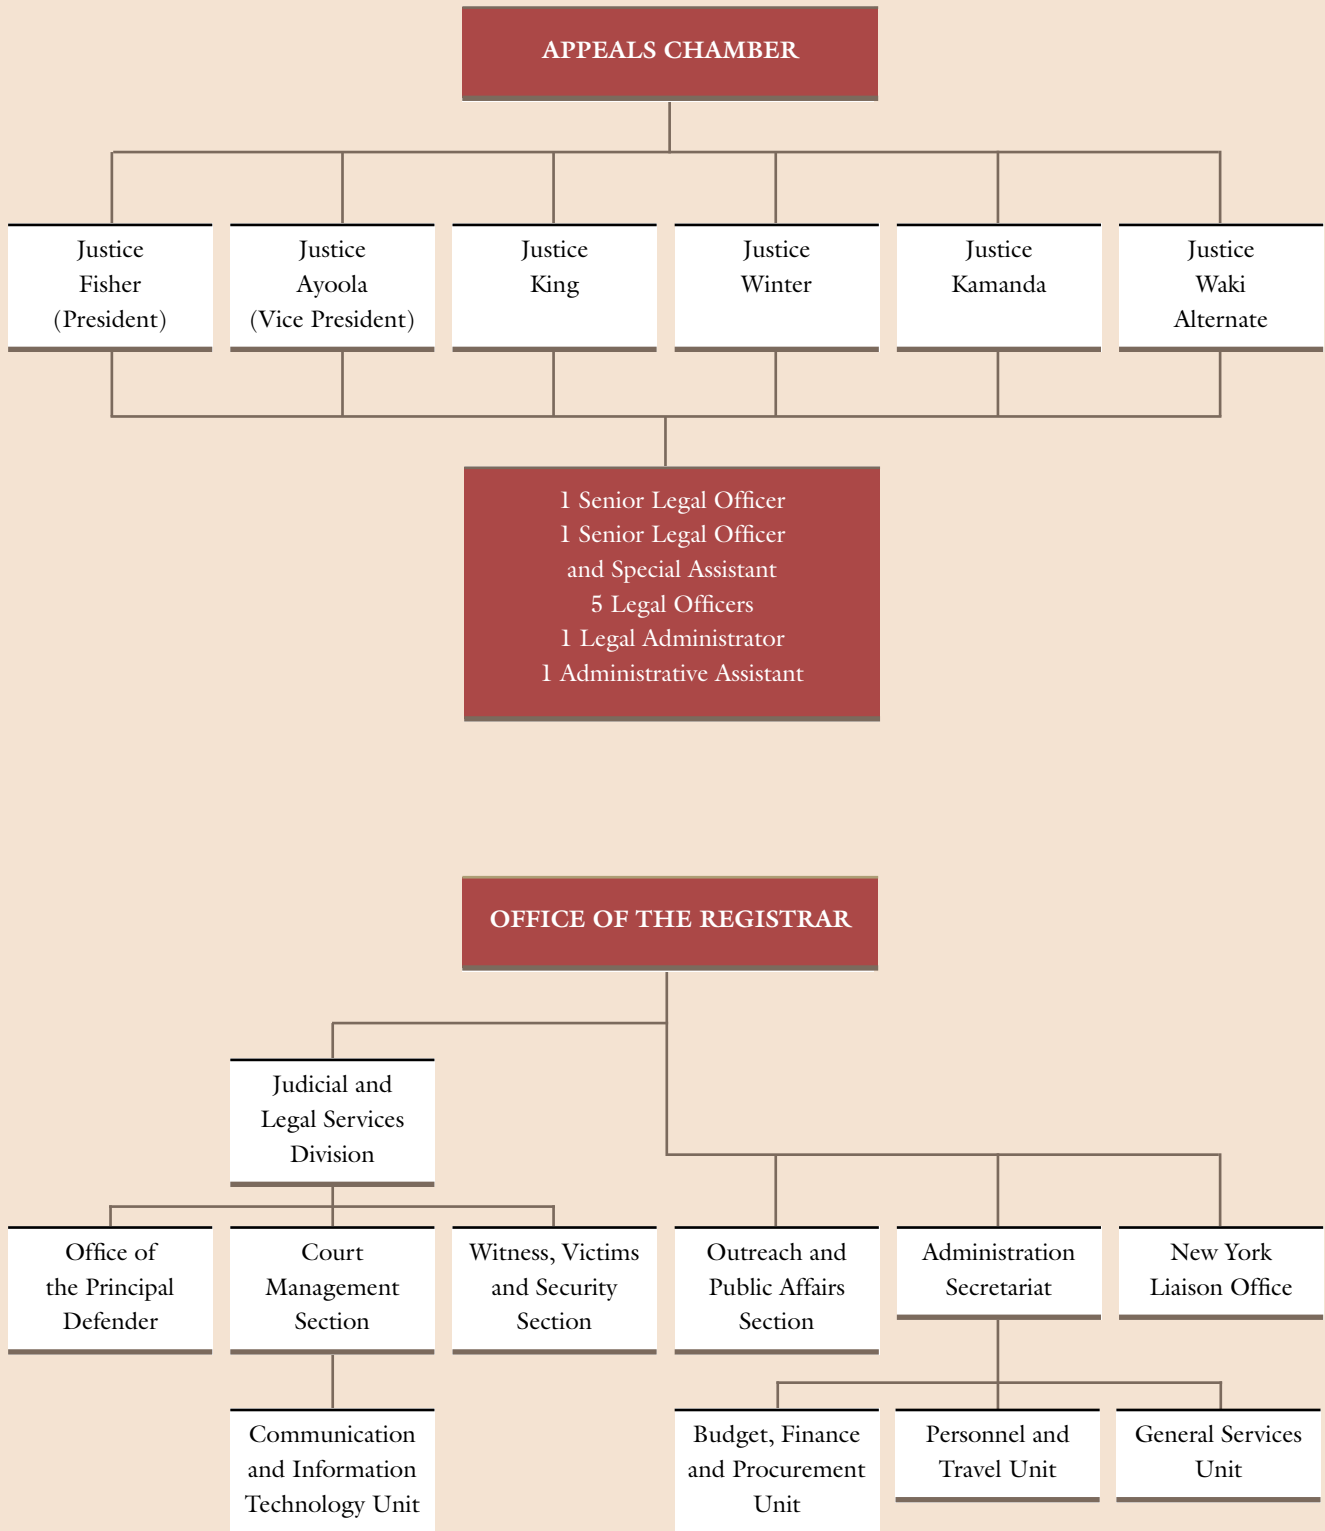 APPEALS CHAMBER
Justice
Fisher
(President)
Justice
Ayoola
(Vice President)
Justice
King
Justice
Winter
Justice
Kamanda
Justice
Waki
Alternate
1 Senior Legal Officer
1 Senior Legal Officer
and Special Assistant
5 Legal Officers
1 Legal Administrator
1 Administrative Assistant
OFFICE OF THE REGISTRAR
Judicial and
Legal Services
Division
Office of
the Principal
Defender
Court
Management
Section
Witness, Victims
and Security
Section
Outreach and
Public Affairs
Section
Administration
Secretariat
New York
Liaison Office
Communication
and Information
Technology Unit
Budget, Finance
and Procurement
Unit
Personnel and
Travel Unit
General Services
Unit